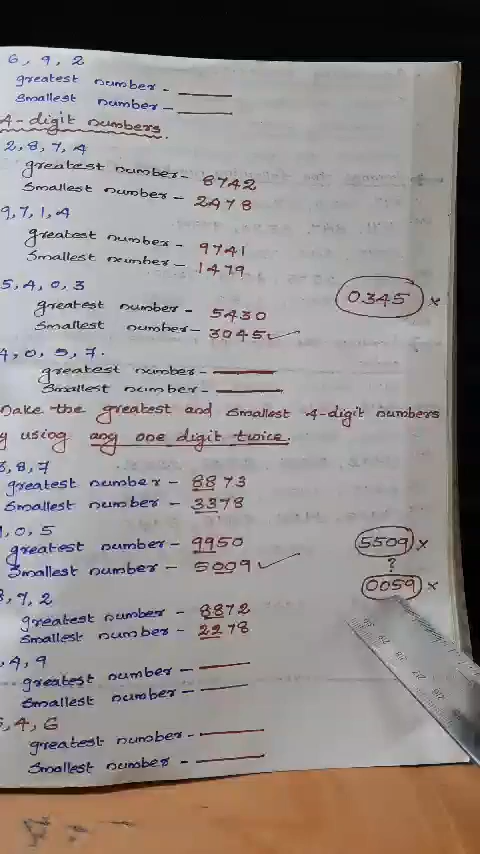 6, 9, 2
greatest number -
smallest number -
4-digit numbers.
2, 8, 7, 4
greatest number - 8742
smallest number - 2478
9, 7, 1, 4
greatest number - 9741
smallest number - 1479
5, 4, 0, 3
greatest number - 5430 0345 ×
smallest number - 3045 ✓
4, 0, 5, 7.
greatest number -
smallest number -
Make the greatest and smallest 4-digit numbers
y using any one digit twice.
3, 8, 7
greatest number - 8873
smallest number - 3378
, 0, 5
greatest number - 9950 5509 ×
?
smallest number - 5009 ✓ 0059 ×
8, 7, 2
greatest number - 8872
smallest number - 2278
, 4, 9
greatest number -
smallest number -
5, 4, 6
greatest number -
smallest number -